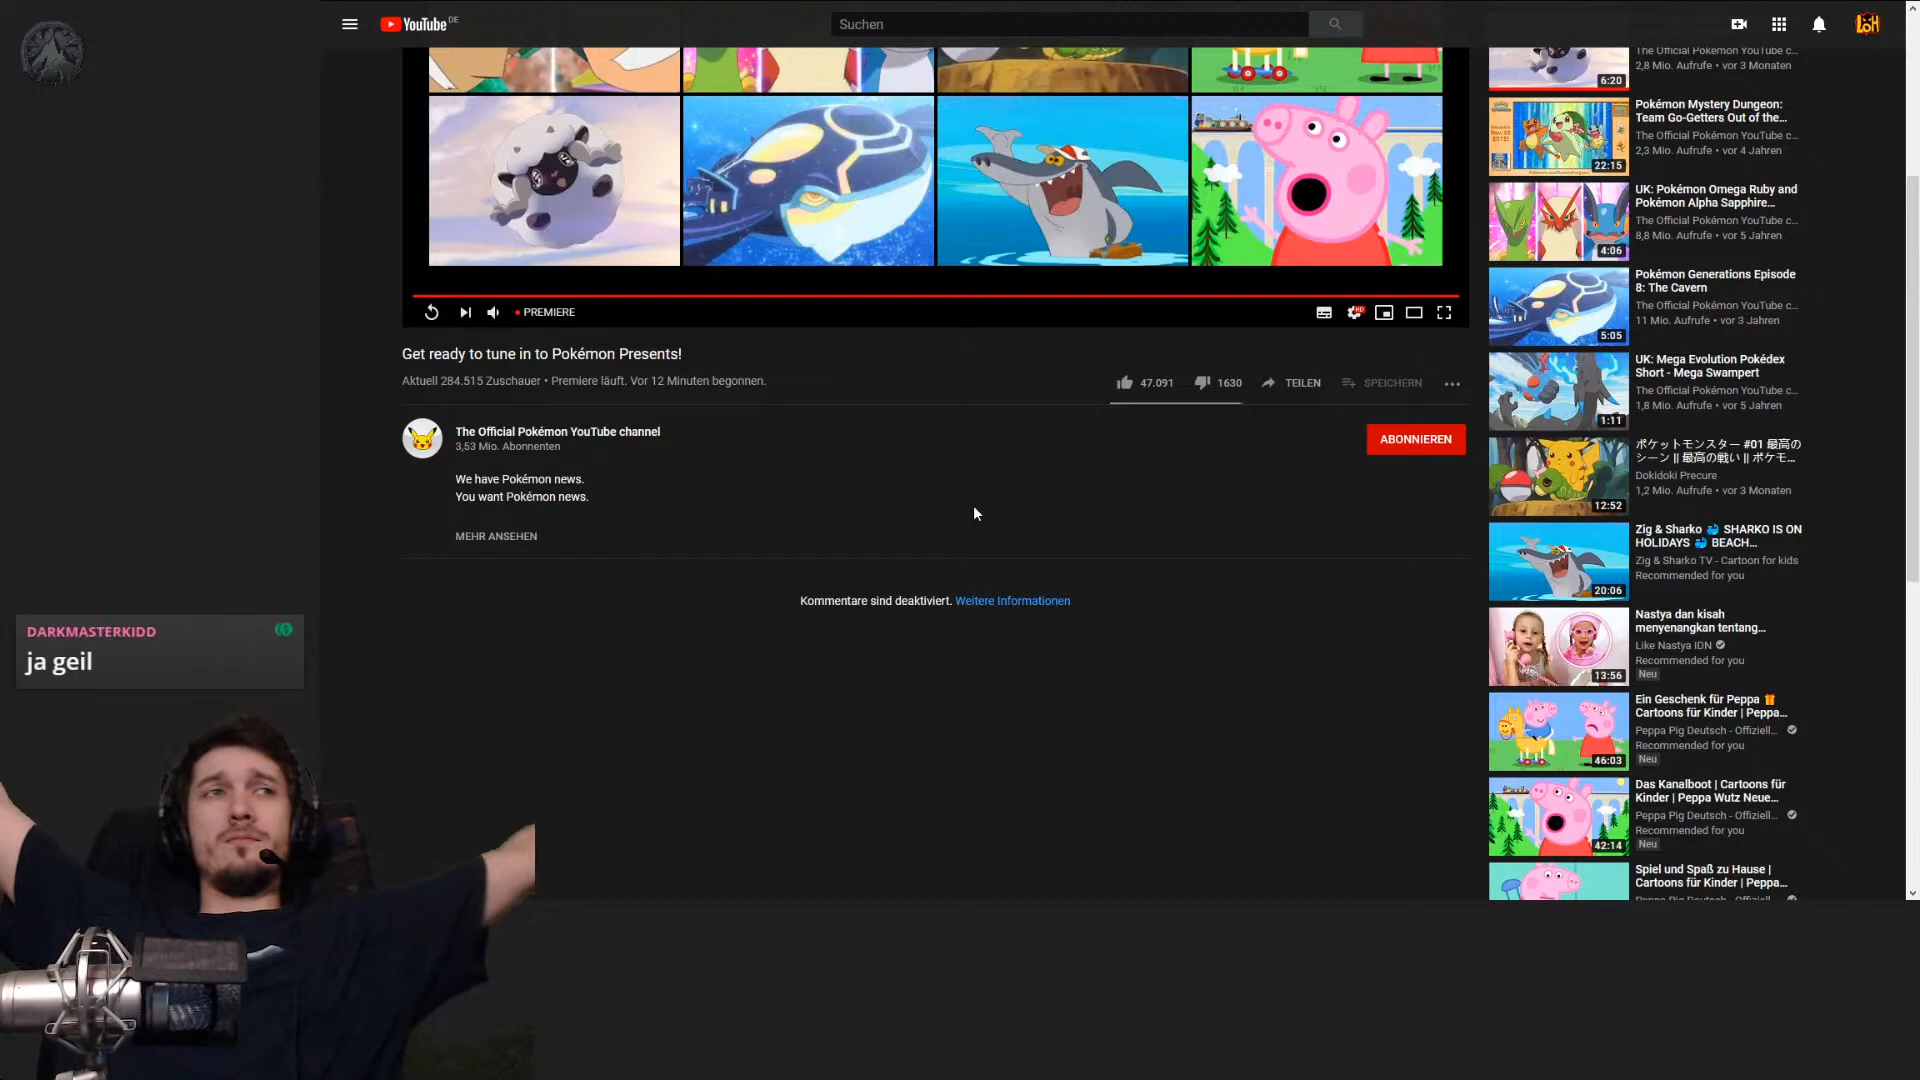 YouTube DE
Suchen
LOH
PREMIERE
HD
Get ready to tune in to Pokémon Presents!
Aktuell 284.515 Zuschauer • Premiere läuft. Vor 12 Minuten begonnen.
47.091
1630
TEILEN
SPEICHERN
The Official Pokémon YouTube channel
3,53 Mio. Abonnenten
ABONNIEREN
We have Pokémon news.
You want Pokémon news.
MEHR ANSEHEN
Kommentare sind deaktiviert. Weitere Informationen
DARKMASTERKIDD
ja geil
The Official Pokémon YouTube c...
2,8 Mio. Aufrufe • vor 3 Monaten
6:20
Pokémon Mystery Dungeon:
Team Go-Getters Out of the...
The Official Pokémon YouTube c...
2,3 Mio. Aufrufe • vor 4 Jahren
22:15
UK: Pokémon Omega Ruby and
Pokémon Alpha Sapphire...
The Official Pokémon YouTube c...
8,8 Mio. Aufrufe • vor 5 Jahren
4:06
Pokémon Generations Episode
8: The Cavern
The Official Pokémon YouTube c...
11 Mio. Aufrufe • vor 3 Jahren
5:05
UK: Mega Evolution Pokédex
Short - Mega Swampert
The Official Pokémon YouTube c...
1,8 Mio. Aufrufe • vor 5 Jahren
1:11
ポケットモンスター #01 最高の
シーン || 最高の戦い || ポケモ...
Dokidoki Precure
1,2 Mio. Aufrufe • vor 3 Monaten
12:52
Zig & Sharko SHARKO IS ON
HOLIDAYS BEACH...
Zig & Sharko TV - Cartoon for kids
Recommended for you
20:06
Nastya dan kisah
menyenangkan tentang...
Like Nastya IDN
Recommended for you
Neu
13:56
Ein Geschenk für Peppa
Cartoons für Kinder | Peppa...
Peppa Pig Deutsch - Offiziell...
Recommended for you
Neu
46:03
Das Kanalboot | Cartoons für
Kinder | Peppa Wutz Neue...
Peppa Pig Deutsch - Offiziell...
Recommended for you
Neu
42:14
Spiel und Spaß zu Hause |
Cartoons für Kinder | Peppa...
Peppa Pig Deutsch - Offiziell...